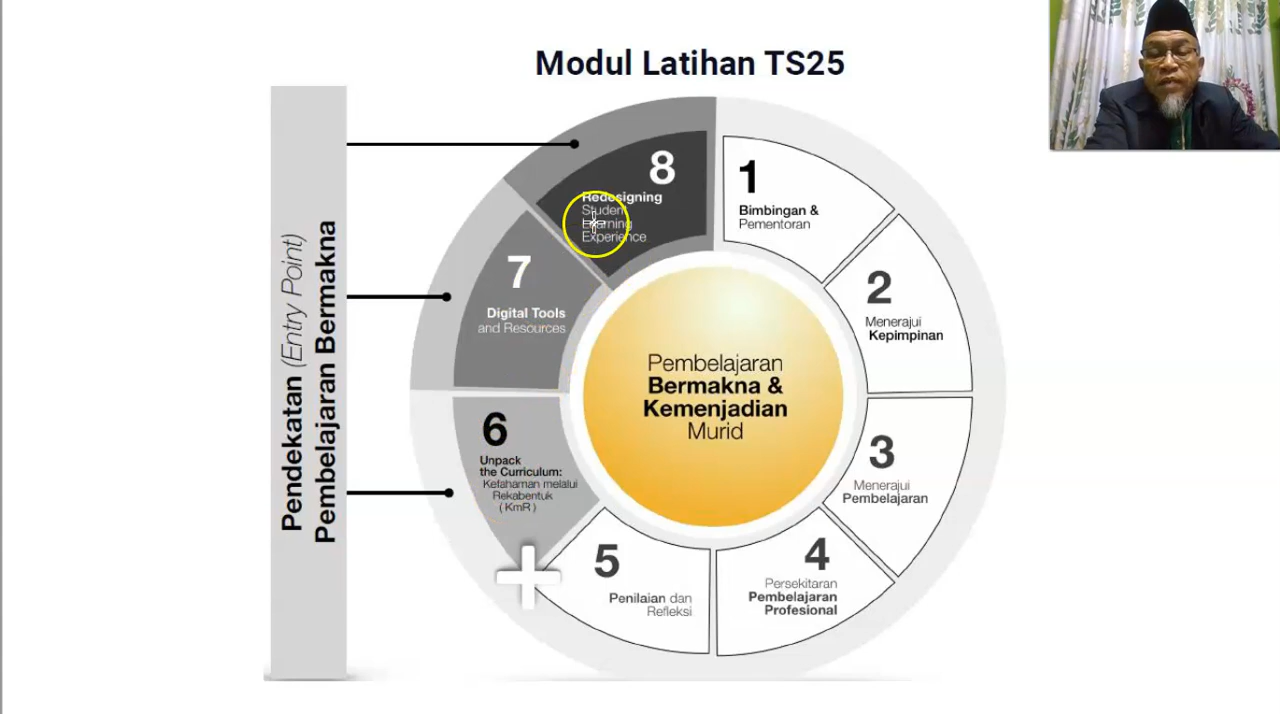 Modul Latihan TS25
Pendekatan (Entry Point)
Pembelajaran Bermakna
8
Redesigning
Student
Learning
Experience
1
Bimbingan &
Pementoran
7
Digital Tools
and Resources
2
Menerajui
Kepimpinan
Pembelajaran
Bermakna &
Kemenjadian
Murid
6
Unpack
the Curriculum:
Kefahaman melalui
Rekabentuk
(KmR)
3
Menerajui
Pembelajaran
5
Penilaian dan
Refleksi
4
Persekitaran
Pembelajaran
Profesional